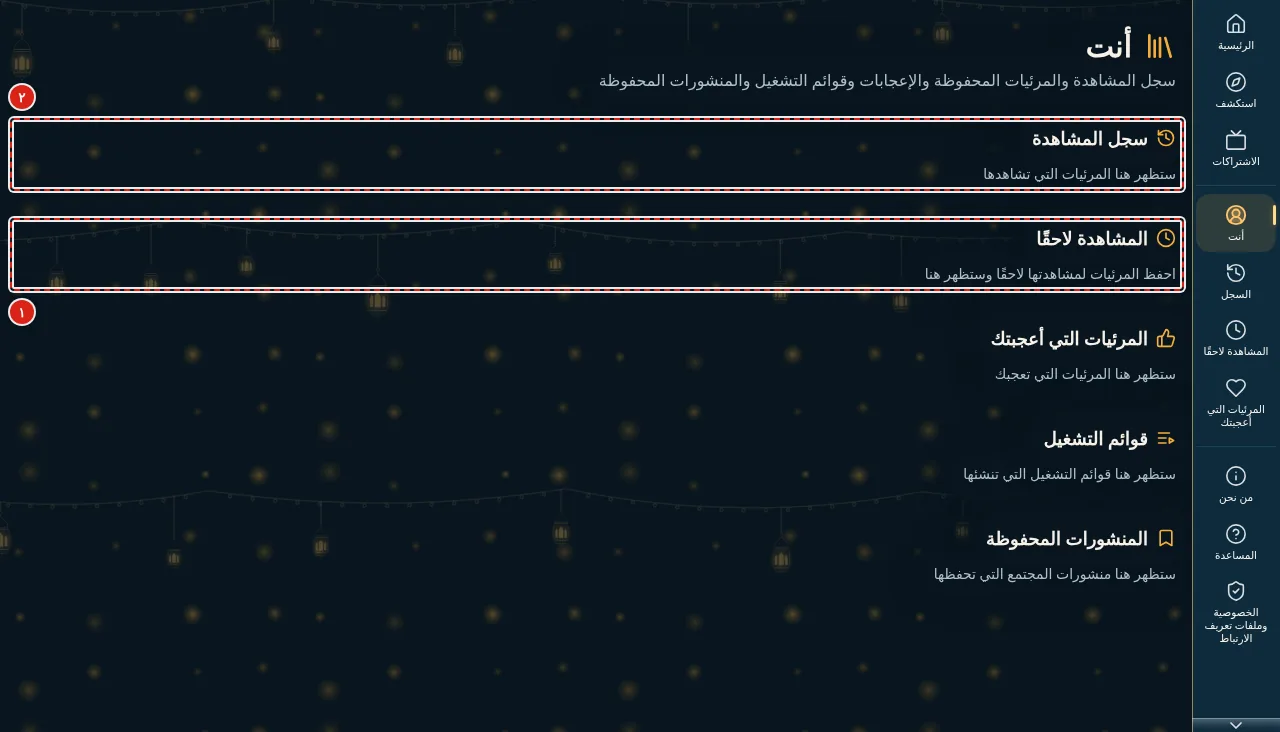 أنت
سجل المشاهدة والمرئيات المحفوظة والإعجابات وقوائم التشغيل والمنشورات المحفوظة
٢
سجل المشاهدة
ستظهر هنا المرئيات التي تشاهدها
المشاهدة لاحقًا
احفظ المرئيات لمشاهدتها لاحقًا وستظهر هنا
١
المرئيات التي أعجبتك
ستظهر هنا المرئيات التي تعجبك
قوائم التشغيل
ستظهر هنا قوائم التشغيل التي تنشئها
المنشورات المحفوظة
ستظهر هنا منشورات المجتمع التي تحفظها
الرئيسية
استكشف
الاشتراكات
أنت
السجل
المشاهدة لاحقًا
المرئيات التي
أعجبتك
من نحن
المساعدة
الخصوصية
وملفات تعريف
الارتباط